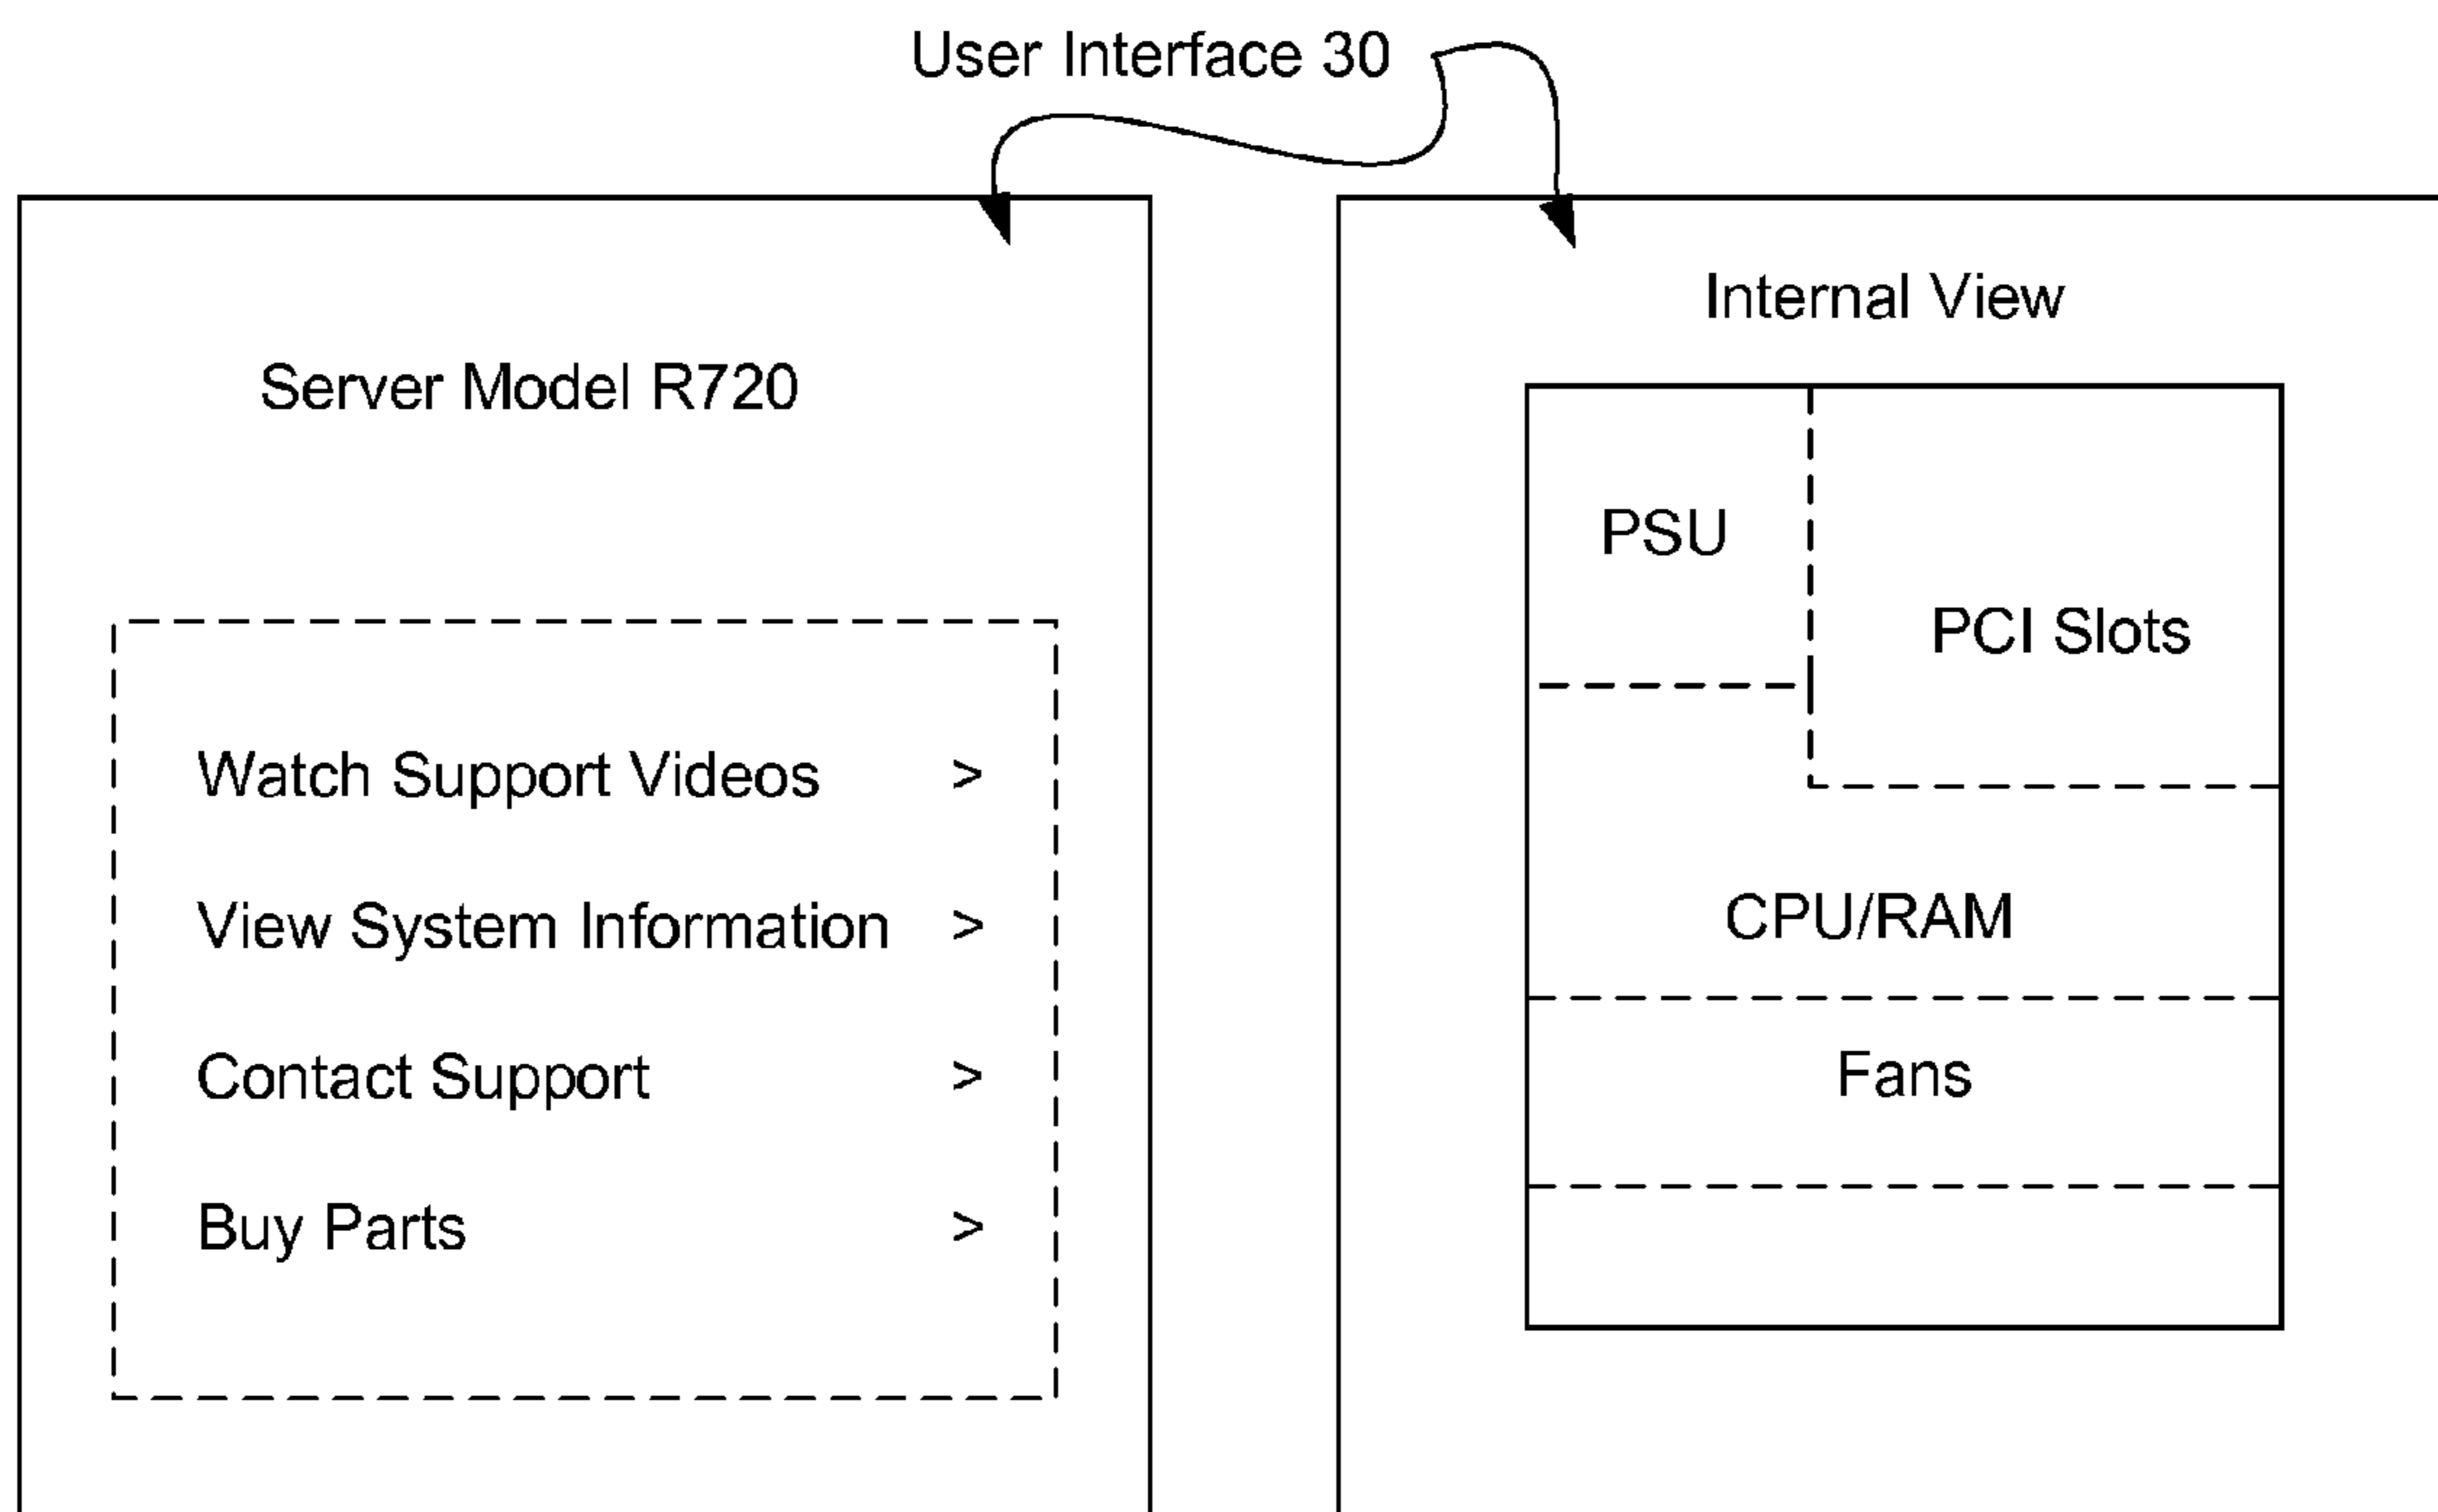 User Interface 30
Server Model R720
Watch Support Videos >
View System Information >
Contact Support >
Buy Parts >
Internal View
PSU
PCI Slots
CPU/RAM
Fans